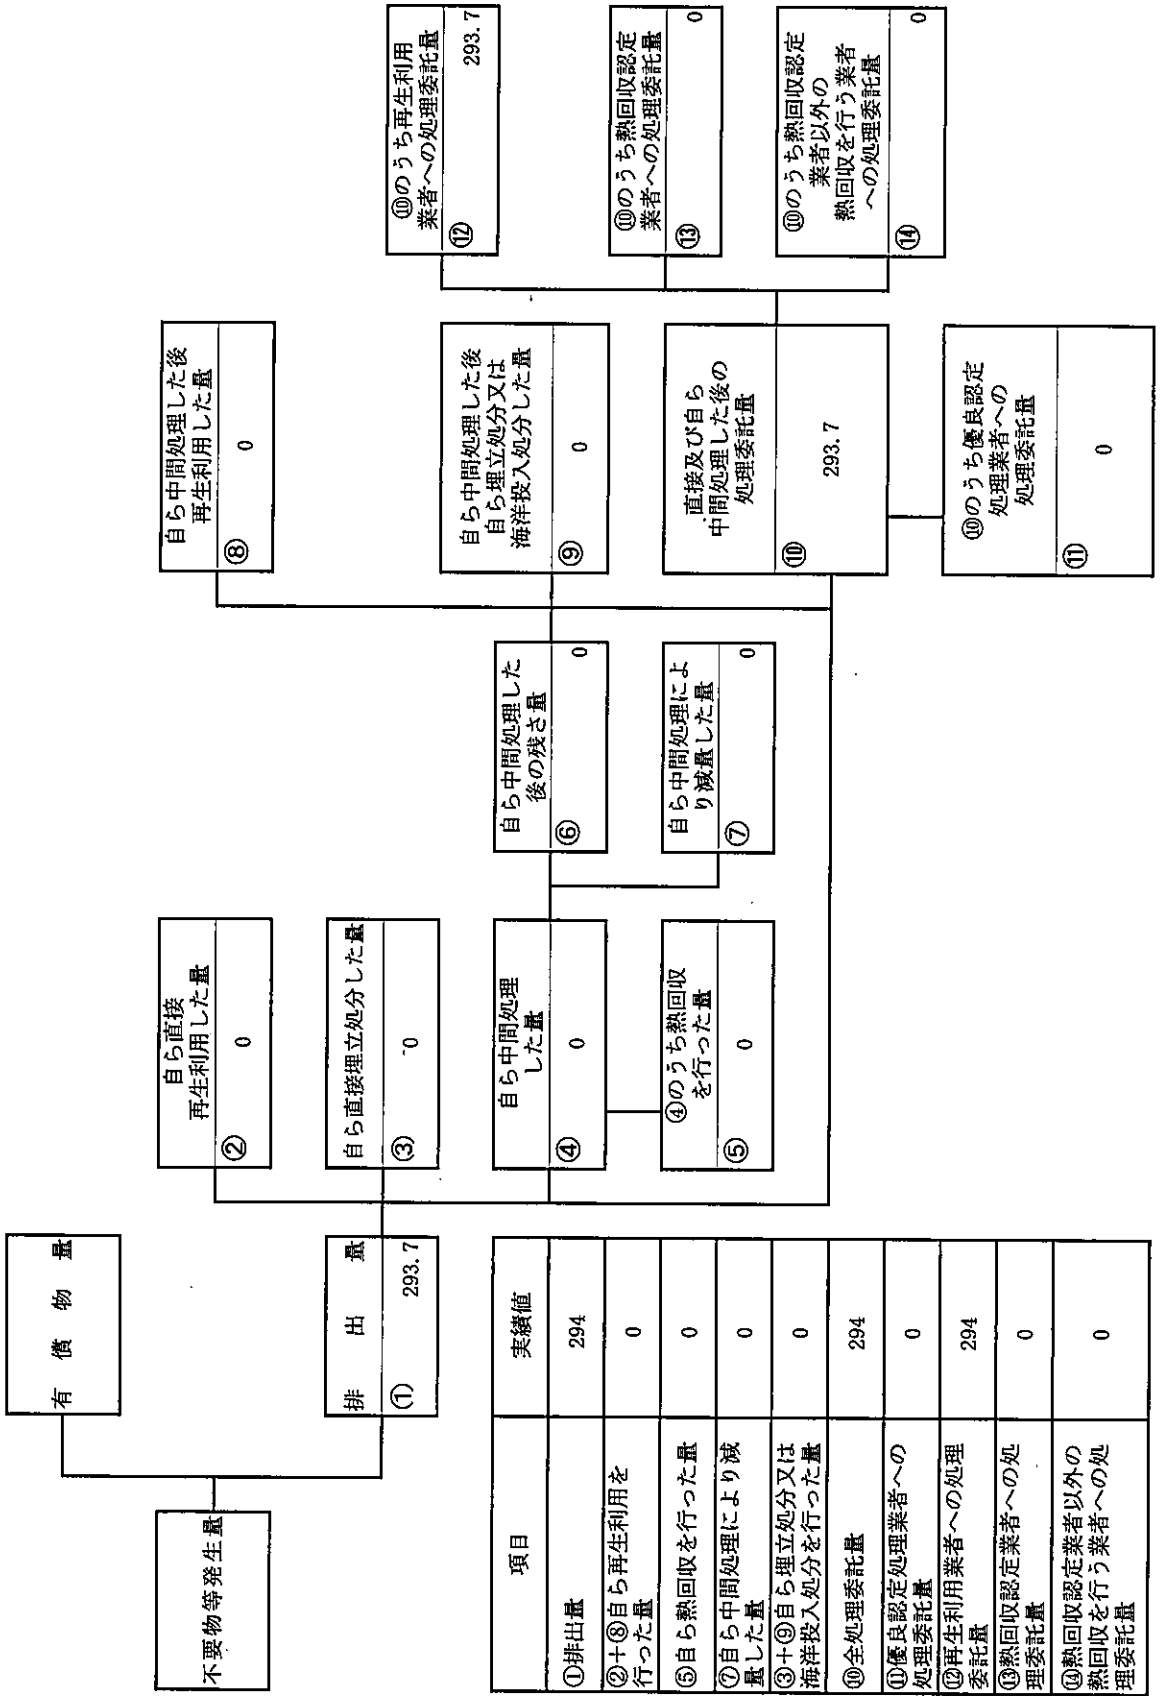 有償物量
不要物等発生量
排出量
① 293.7
自ら直接
再生利用した量
② 0
自ら直接埋立処分した量
③ 0
自ら中間処理
した量
④ 0
④のうち熱回収
を行った量
⑤ 0
自ら中間処理した
後の残さ量
⑥ 0
自ら中間処理によ
り減量した量
⑦ 0
自ら中間処理した後
再生利用した量
⑧ 0
自ら中間処理した後
自ら埋立処分又は
海洋投入処分した量
⑨ 0
直接及び自ら
中間処理した後の
処理委託量
⑩ 293.7
⑩のうち優良認定
処理業者への
処理委託量
⑪ 0
⑩のうち再生利用
業者への処理委託量
⑫ 293.7
⑩のうち熱回収認定
業者への処理委託量
⑬ 0
⑩のうち熱回収認定
業者以外の
熱回収を行う業者
への処理委託量
⑭ 0
項目 実績値
①排出量 294
②+⑧自ら再生利用を
行った量 0
⑤自ら熱回収を行った量 0
⑦自ら中間処理により減
量した量 0
③+⑨自ら埋立処分又は
海洋投入処分を行った量 0
⑩全処理委託量 294
⑪優良認定処理業者への
処理委託量 0
⑫再生利用業者への処理
委託量 294
⑬熱回収認定業者への処
理委託量 0
⑭熱回収認定業者以外の
熱回収を行う業者への処
理委託量 0